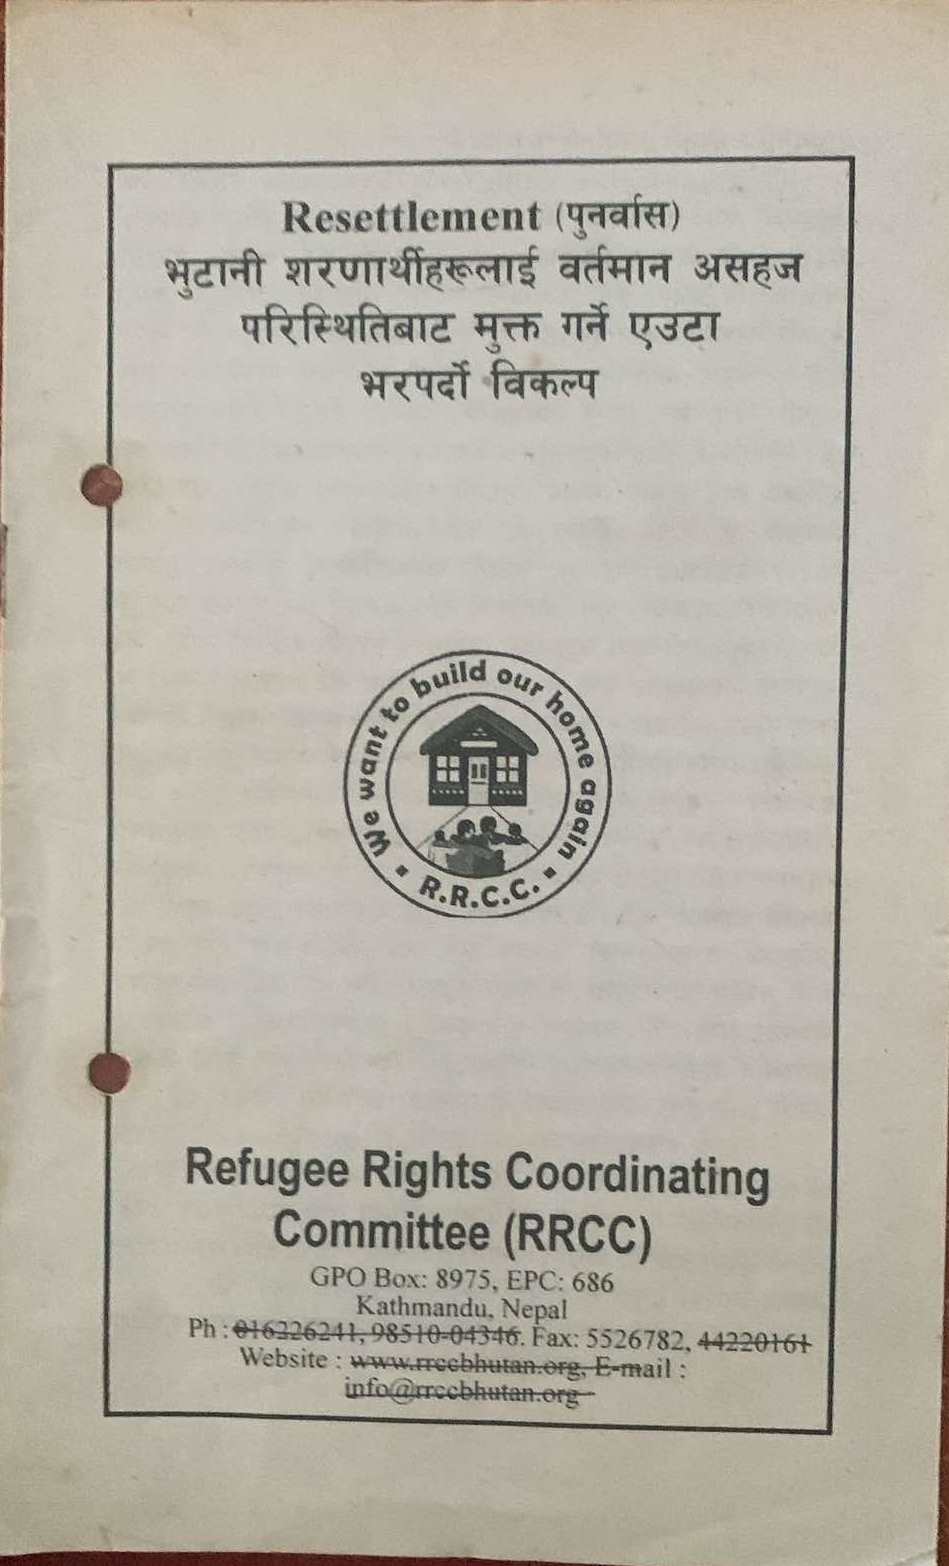 Resettlement (पुनर्वास)
भुटानी शरणार्थीहरूलाई वर्तमान असहज
परिस्थितिबाट मुक्त गर्ने एउटा
भरपर्दो विकल्प
We want to build our home again
R.R.C.C.
Refugee Rights Coordinating
Committee (RRCC)
GPO Box: 8975, EPC: 686
Kathmandu, Nepal
Ph : 016226241, 98510-04346. Fax: 5526782, 44220161
Website : www.rrccbhutan.org, E-mail :
info@rrccbhutan.org